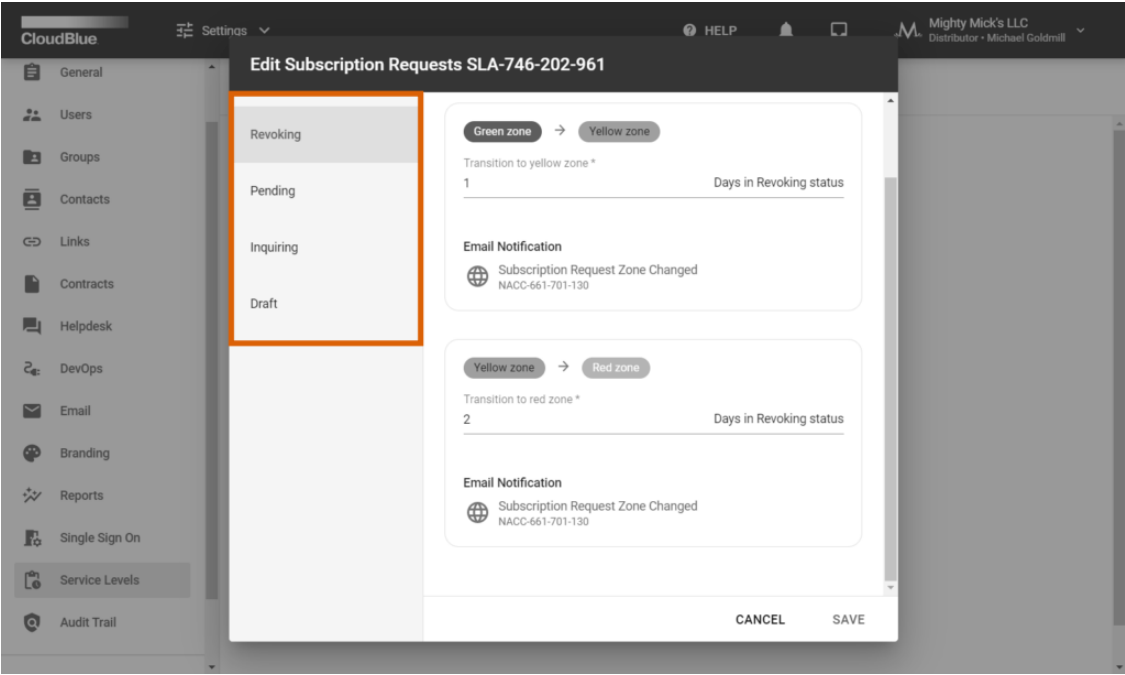 CloudBlue
Settings
HELP
Mighty Mick's LLC
Distributor • Michael Goldmill
General
Users
Groups
Contacts
Links
Contracts
Helpdesk
DevOps
Email
Branding
Reports
Single Sign On
Service Levels
Audit Trail
Edit Subscription Requests SLA-746-202-961
Revoking
Pending
Inquiring
Draft
Green zone → Yellow zone
Transition to yellow zone *
1 Days in Revoking status
Email Notification
Subscription Request Zone Changed
NACC-661-701-130
Yellow zone → Red zone
Transition to red zone *
2 Days in Revoking status
Email Notification
Subscription Request Zone Changed
NACC-661-701-130
CANCEL SAVE